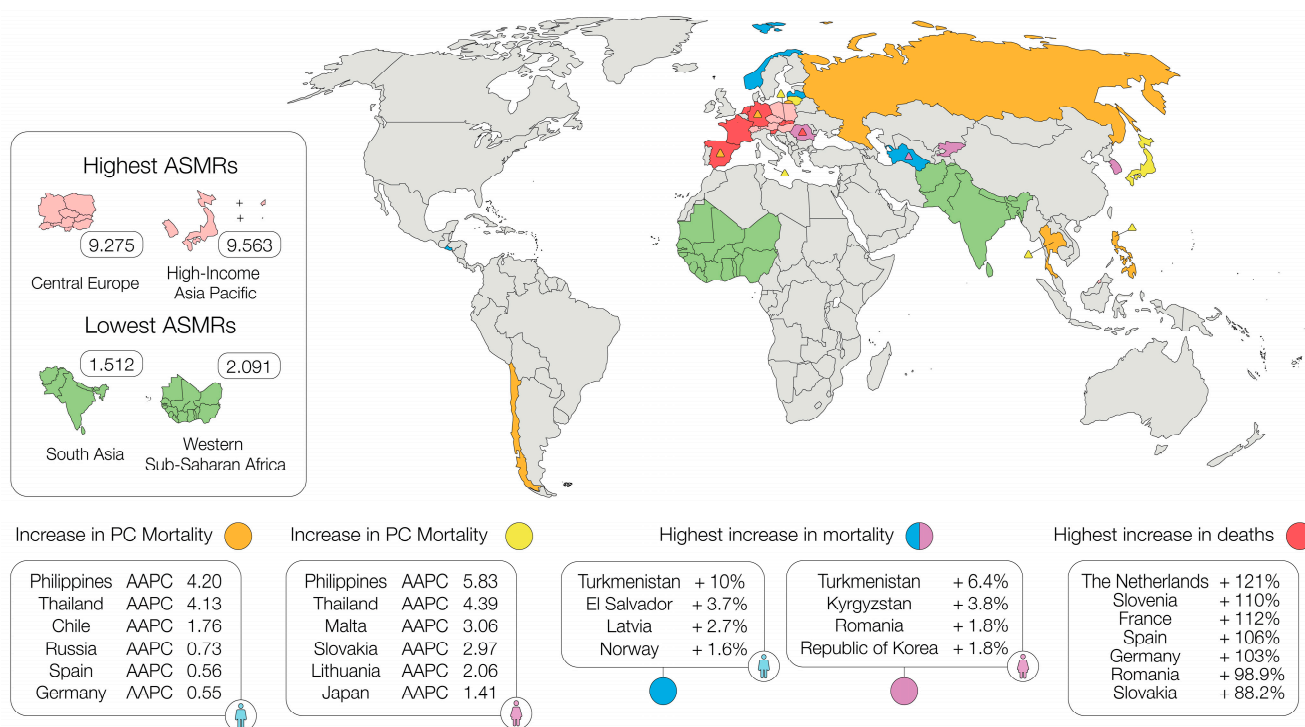 Highest ASMRs
9.275
9.563
Central Europe
High-Income
Asia Pacific
Lowest ASMRs
1.512
2.091
South Asia
Western
Sub-Saharan Africa
Increase in PC Mortality
Philippines AAPC 4.20
Thailand AAPC 4.13
Chile AAPC 1.76
Russia AAPC 0.73
Spain AAPC 0.56
Germany AAPC 0.55
Increase in PC Mortality
Philippines AAPC 5.83
Thailand AAPC 4.39
Malta AAPC 3.06
Slovakia AAPC 2.97
Lithuania AAPC 2.06
Japan AAPC 1.41
Highest increase in mortality
Turkmenistan + 10%
El Salvador + 3.7%
Latvia + 2.7%
Norway + 1.6%
Turkmenistan + 6.4%
Kyrgyzstan + 3.8%
Romania + 1.8%
Republic of Korea + 1.8%
Highest increase in deaths
The Netherlands + 121%
Slovenia + 110%
France + 112%
Spain + 106%
Germany + 103%
Romania + 98.9%
Slovakia + 88.2%